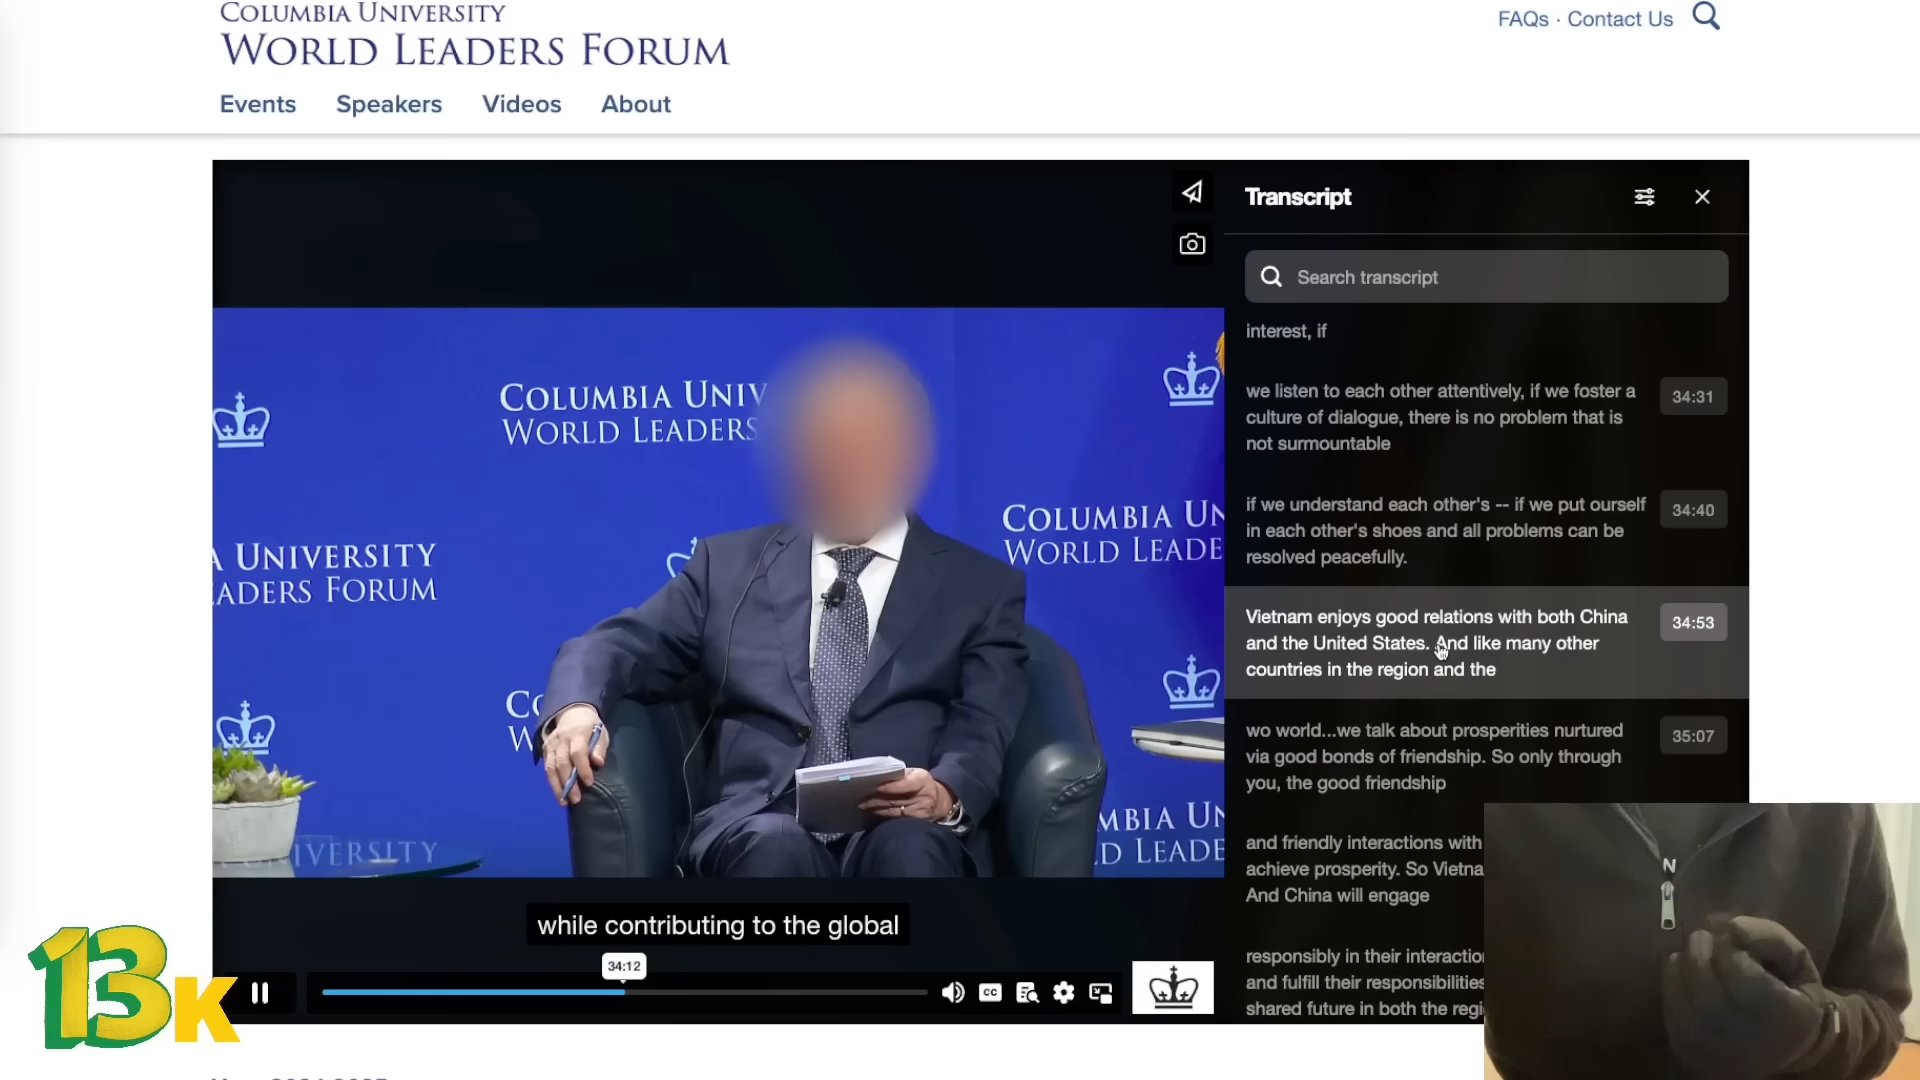 COLUMBIA UNIVERSITY
WORLD LEADERS FORUM
FAQs · Contact Us
Events Speakers Videos About
Transcript
Search transcript
interest, if
we listen to each other attentively, if we foster a
culture of dialogue, there is no problem that is
not surmountable
34:31
if we understand each other's -- if we put ourself
in each other's shoes and all problems can be
resolved peacefully.
34:40
Vietnam enjoys good relations with both China
and the United States. And like many other
countries in the region and the
34:53
wo world...we talk about prosperities nurtured
via good bonds of friendship. So only through
you, the good friendship
35:07
and friendly interactions with
achieve prosperity. So Vietna
And China will engage
responsibly in their interactio
and fulfill their responsibilities
shared future in both the regi
COLUMBIA UNIV
WORLD LEADERS
COLUMBIA UN
WORLD LEADE
A UNIVERSITY
EADERS FORUM
CO
W
MBIA UN
D LEADE
UNIVERSITY
while contributing to the global
34:12
CC
13K
N